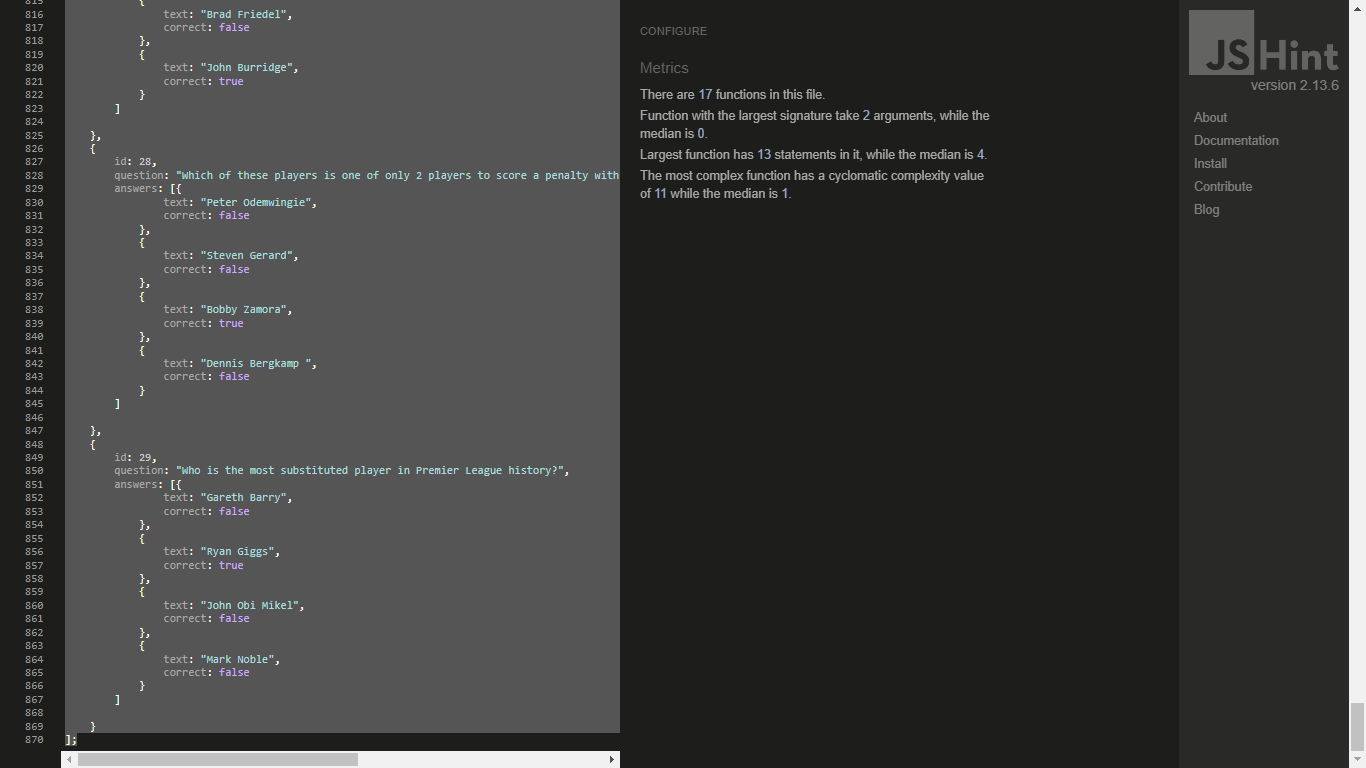 815 {
816 text: "Brad Friedel",
817 correct: false
818 },
819 {
820 text: "John Burridge",
821 correct: true
822 }
823 ]
824
825 },
826 {
827 id: 28,
828 question: "Which of these players is one of only 2 players to score a penalty with
829 answers: [{
830 text: "Peter Odemwingie",
831 correct: false
832 },
833 {
834 text: "Steven Gerard",
835 correct: false
836 },
837 {
838 text: "Bobby Zamora",
839 correct: true
840 },
841 {
842 text: "Dennis Bergkamp ",
843 correct: false
844 }
845 ]
846
847 },
848 {
849 id: 29,
850 question: "Who is the most substituted player in Premier League history?",
851 answers: [{
852 text: "Gareth Barry",
853 correct: false
854 },
855 {
856 text: "Ryan Giggs",
857 correct: true
858 },
859 {
860 text: "John Obi Mikel",
861 correct: false
862 },
863 {
864 text: "Mark Noble",
865 correct: false
866 }
867 ]
868
869 }
870 ];
CONFIGURE
Metrics
There are 17 functions in this file.
Function with the largest signature take 2 arguments, while the
median is 0.
Largest function has 13 statements in it, while the median is 4.
The most complex function has a cyclomatic complexity value
of 11 while the median is 1.
JSHint
version 2.13.6
About
Documentation
Install
Contribute
Blog